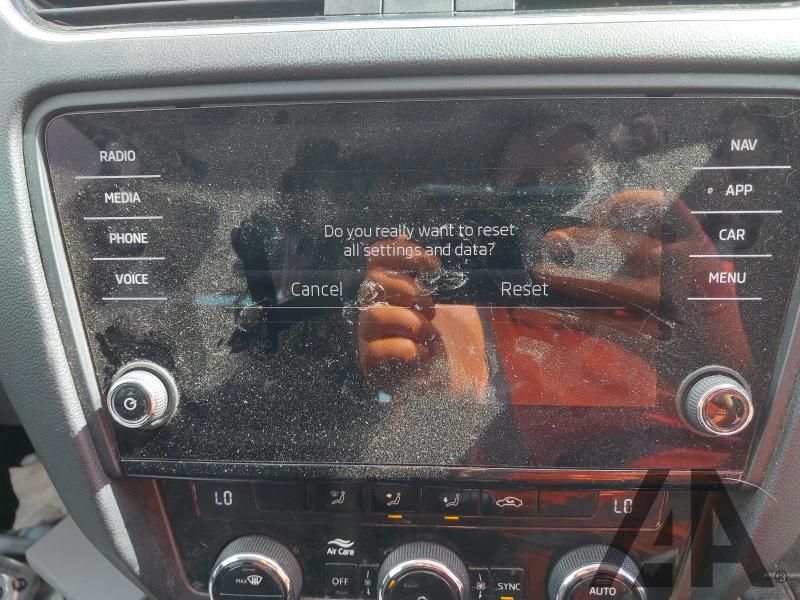 RADIO
MEDIA
PHONE
VOICE
NAV
APP
CAR
MENU
Do you really want to reset
all settings and data?
Cancel
Reset
LO
LO
Air Care
MAX
OFF
SYNC
AUTO